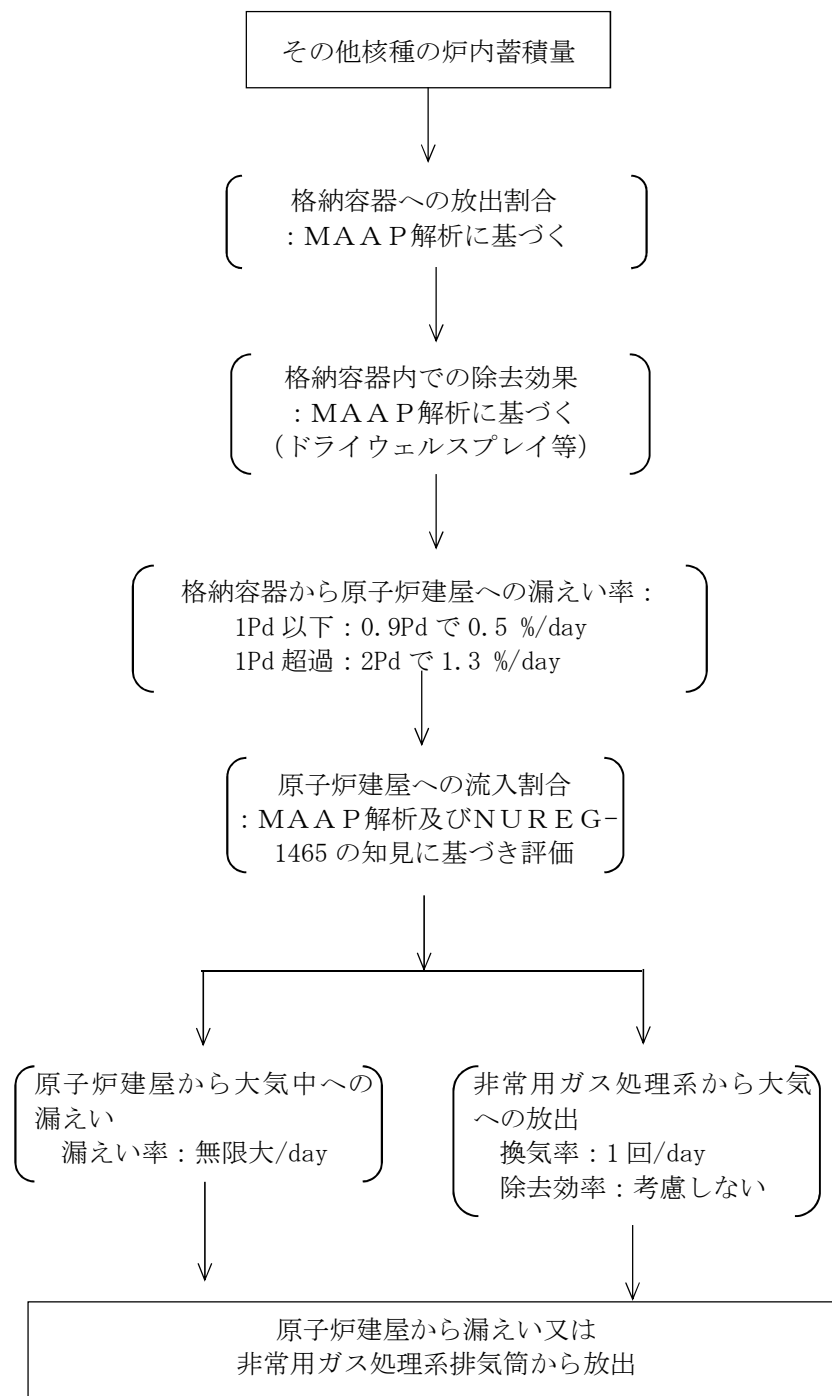 その他核種の炉内蓄積量
格納容器への放出割合
：ＭＡＡＰ解析に基づく
格納容器内での除去効果
：ＭＡＡＰ解析に基づく
（ドライウェルスプレイ等）
格納容器から原子炉建屋への漏えい率：
1Pd 以下：0.9Pd で 0.5 %/day
1Pd 超過：2Pd で 1.3 %/day
原子炉建屋への流入割合
：ＭＡＡＰ解析及びＮＵＲＥＧ-
1465 の知見に基づき評価
原子炉建屋から大気中への
漏えい
漏えい率：無限大/day
非常用ガス処理系から大気
への放出
換気率：1 回/day
除去効率：考慮しない
原子炉建屋から漏えい又は
非常用ガス処理系排気筒から放出